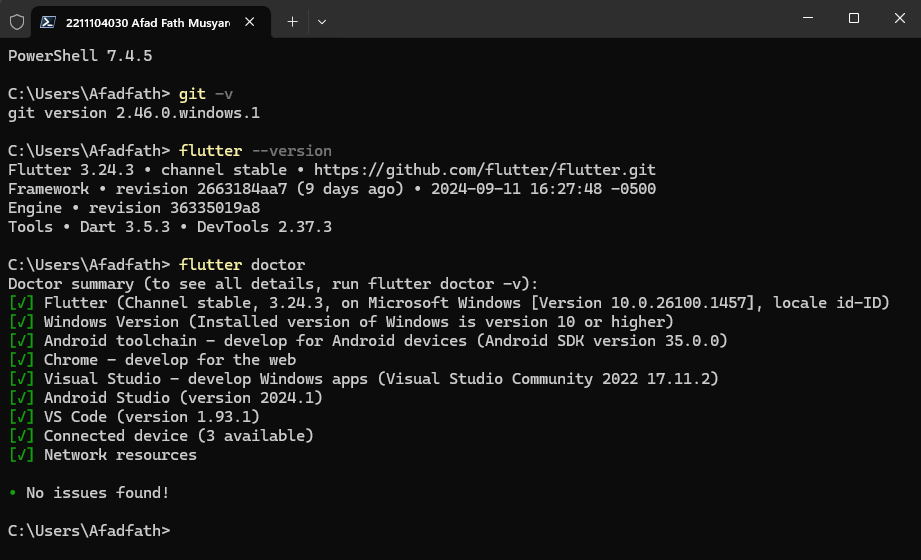 2211104030 Afad Fath Musyar
PowerShell 7.4.5
C:\Users\Afadfath> git -v
git version 2.46.0.windows.1
C:\Users\Afadfath> flutter --version
Flutter 3.24.3 • channel stable • https://github.com/flutter/flutter.git
Framework • revision 2663184aa7 (9 days ago) • 2024-09-11 16:27:48 -0500
Engine • revision 36335019a8
Tools • Dart 3.5.3 • DevTools 2.37.3
C:\Users\Afadfath> flutter doctor
Doctor summary (to see all details, run flutter doctor -v):
[√] Flutter (Channel stable, 3.24.3, on Microsoft Windows [Version 10.0.26100.1457], locale id-ID)
[√] Windows Version (Installed version of Windows is version 10 or higher)
[√] Android toolchain - develop for Android devices (Android SDK version 35.0.0)
[√] Chrome - develop for the web
[√] Visual Studio - develop Windows apps (Visual Studio Community 2022 17.11.2)
[√] Android Studio (version 2024.1)
[√] VS Code (version 1.93.1)
[√] Connected device (3 available)
[√] Network resources
• No issues found!
C:\Users\Afadfath>